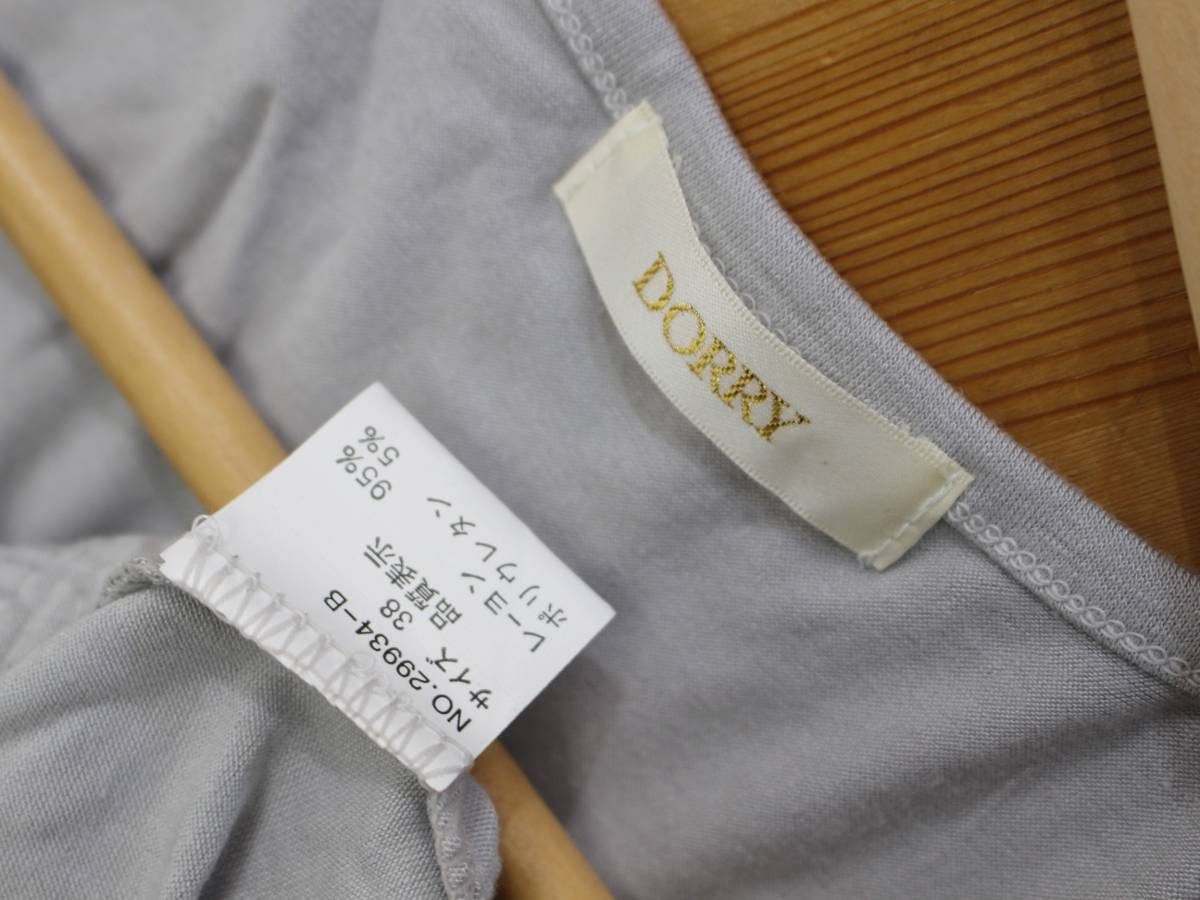 DORRY
NO.29934-B
サイズ 38
品質表示
レーヨン 95%
ポリウレタン 5%